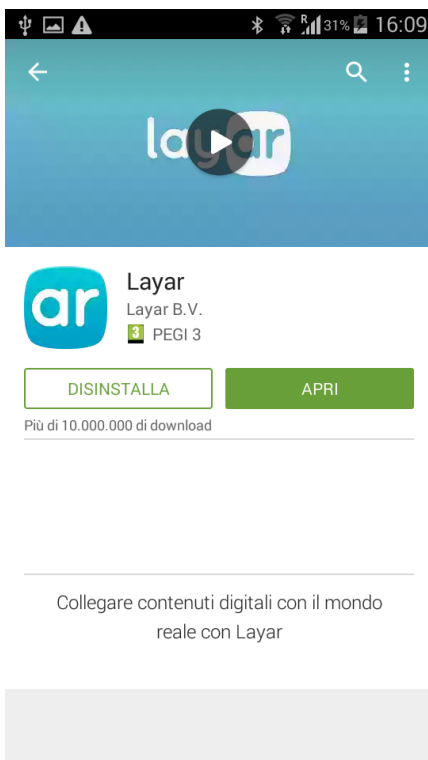 R 31% 16:09
layar
ar
Layar
Layar B.V.
3 PEGI 3
DISINSTALLA APRI
Più di 10.000.000 di download
Collegare contenuti digitali con il mondo
reale con Layar